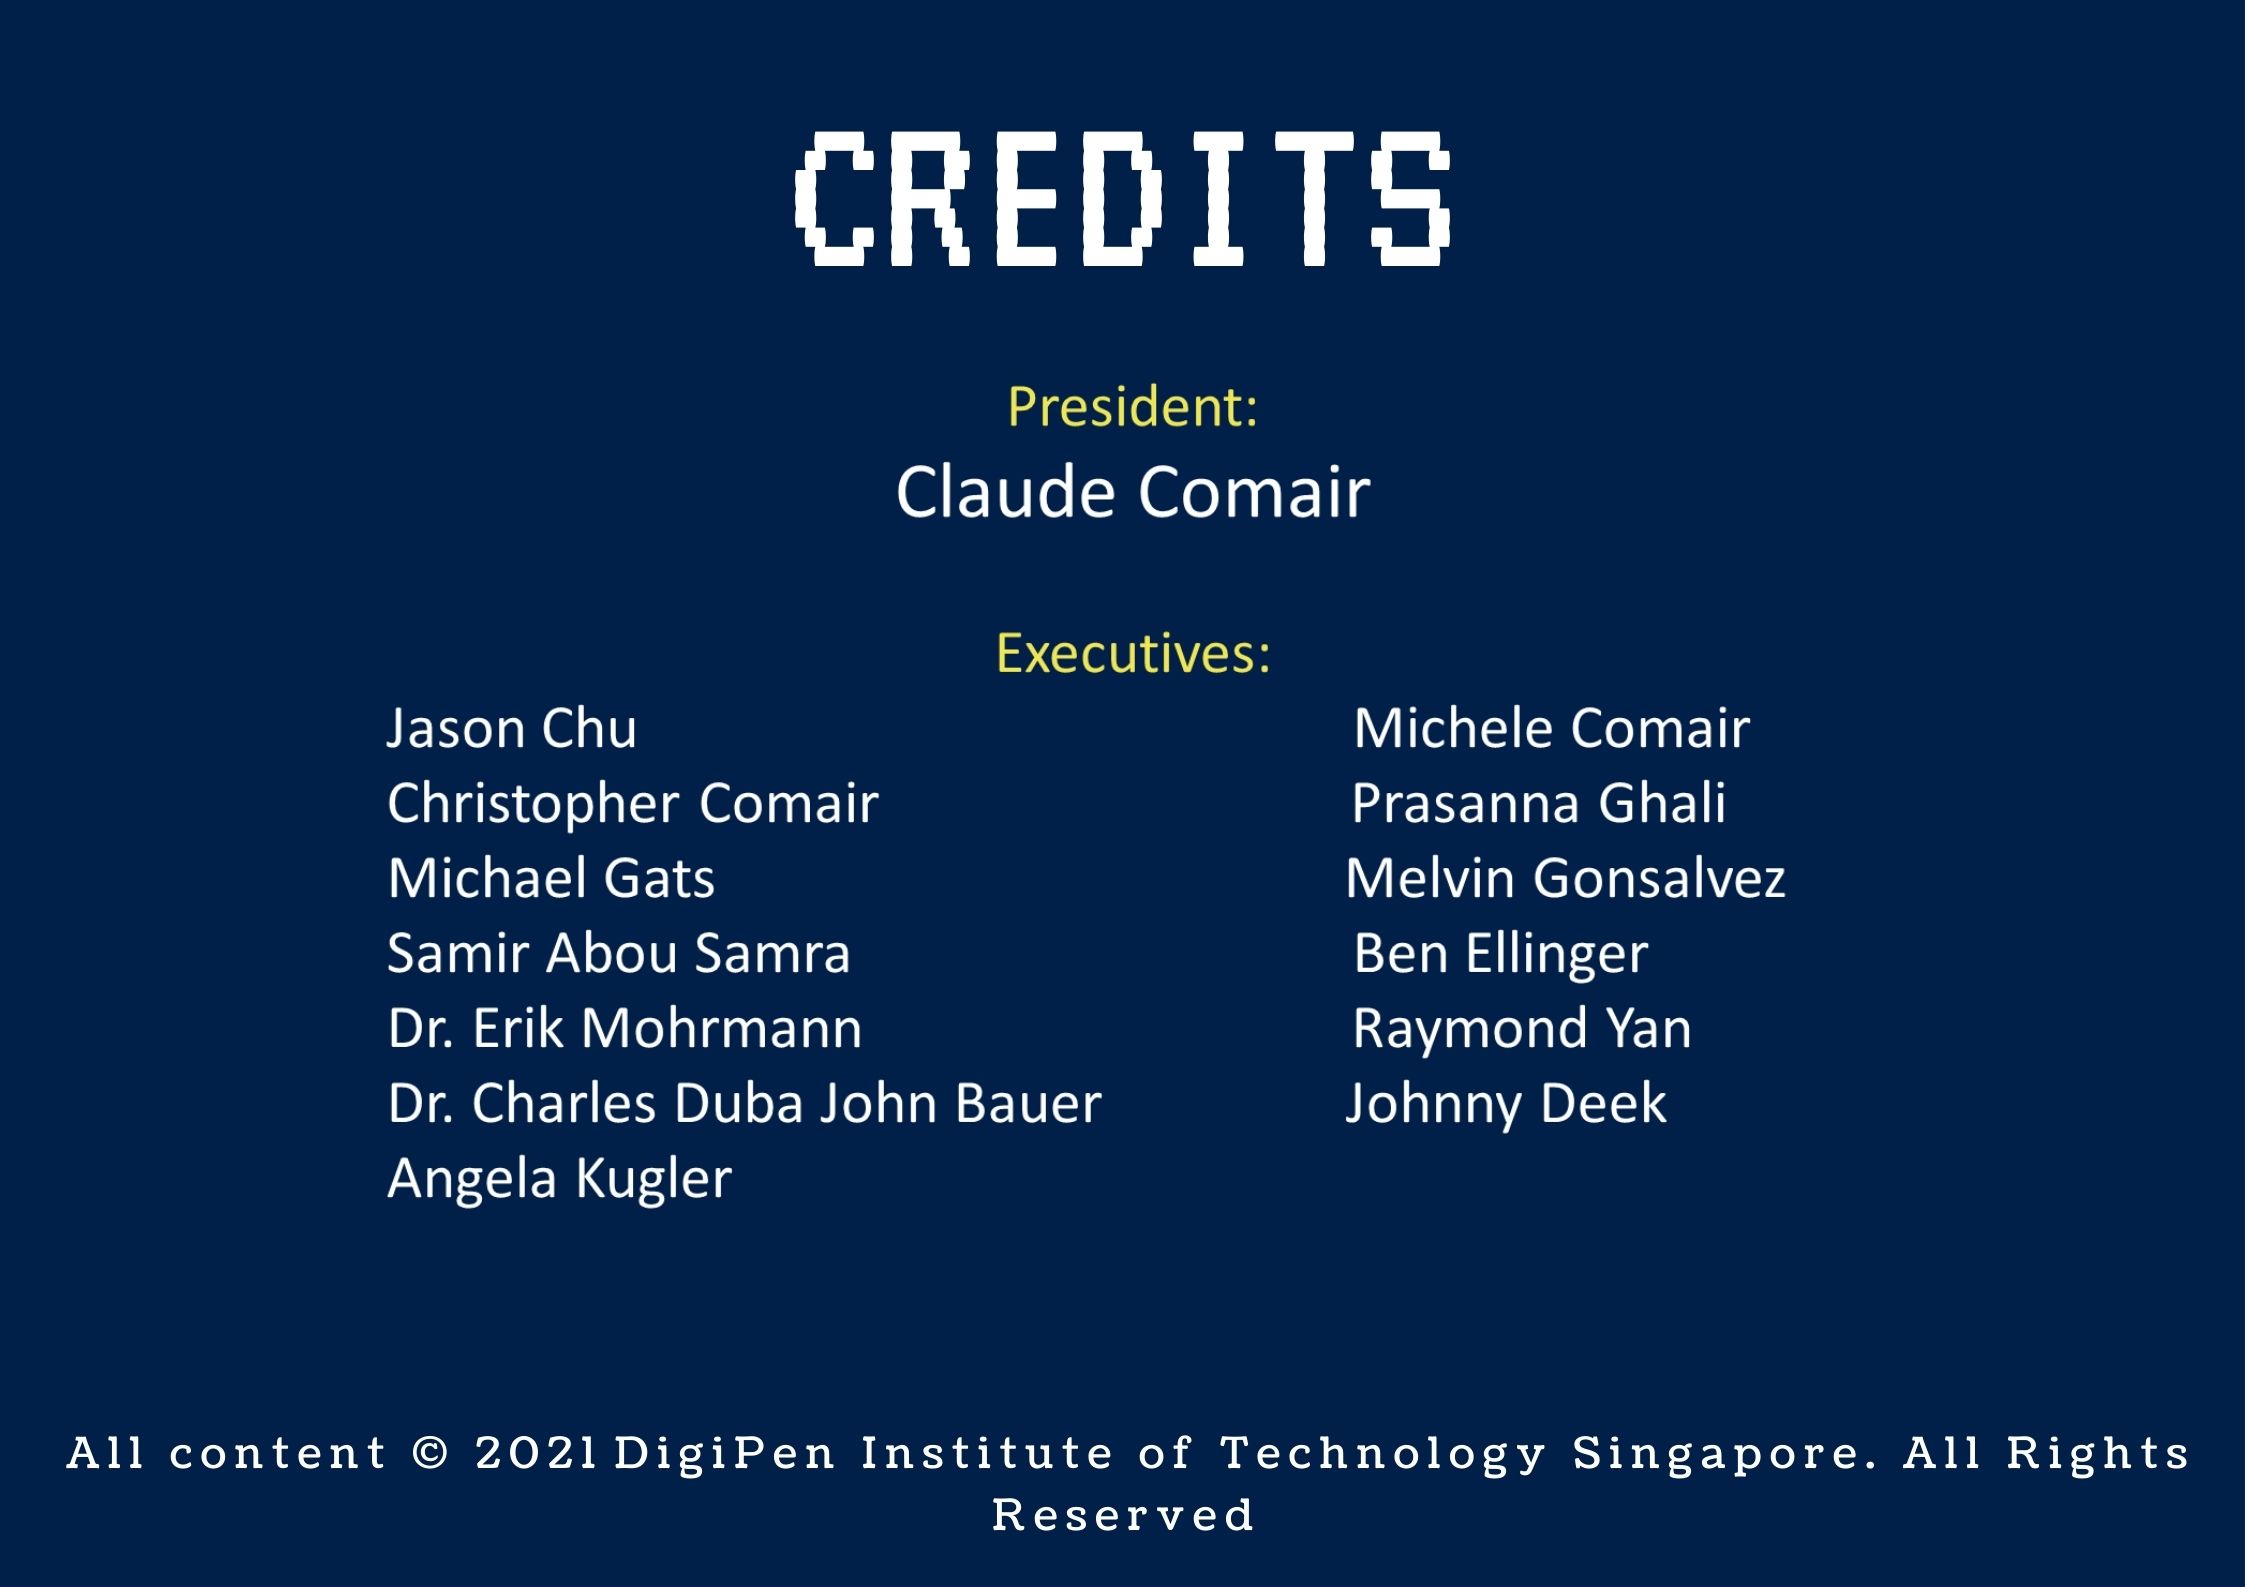 CREDITS
President:
Claude Comair
Executives:
Jason Chu
Christopher Comair
Michael Gats
Samir Abou Samra
Dr. Erik Mohrmann
Dr. Charles Duba John Bauer
Angela Kugler
Michele Comair
Prasanna Ghali
Melvin Gonsalvez
Ben Ellinger
Raymond Yan
Johnny Deek
All content © 2021 DigiPen Institute of Technology Singapore. All Rights
Reserved